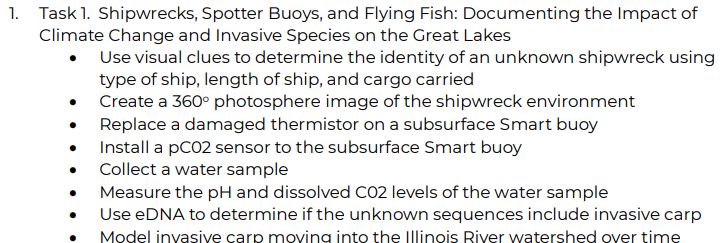 1. Task 1. Shipwrecks, Spotter Buoys, and Flying Fish: Documenting the Impact of
Climate Change and Invasive Species on the Great Lakes
• Use visual clues to determine the identity of an unknown shipwreck using
type of ship, length of ship, and cargo carried
• Create a 360° photosphere image of the shipwreck environment
• Replace a damaged thermistor on a subsurface Smart buoy
• Install a pC02 sensor to the subsurface Smart buoy
• Collect a water sample
• Measure the pH and dissolved C02 levels of the water sample
• Use eDNA to determine if the unknown sequences include invasive carp
• Model invasive carp moving into the Illinois River watershed over time